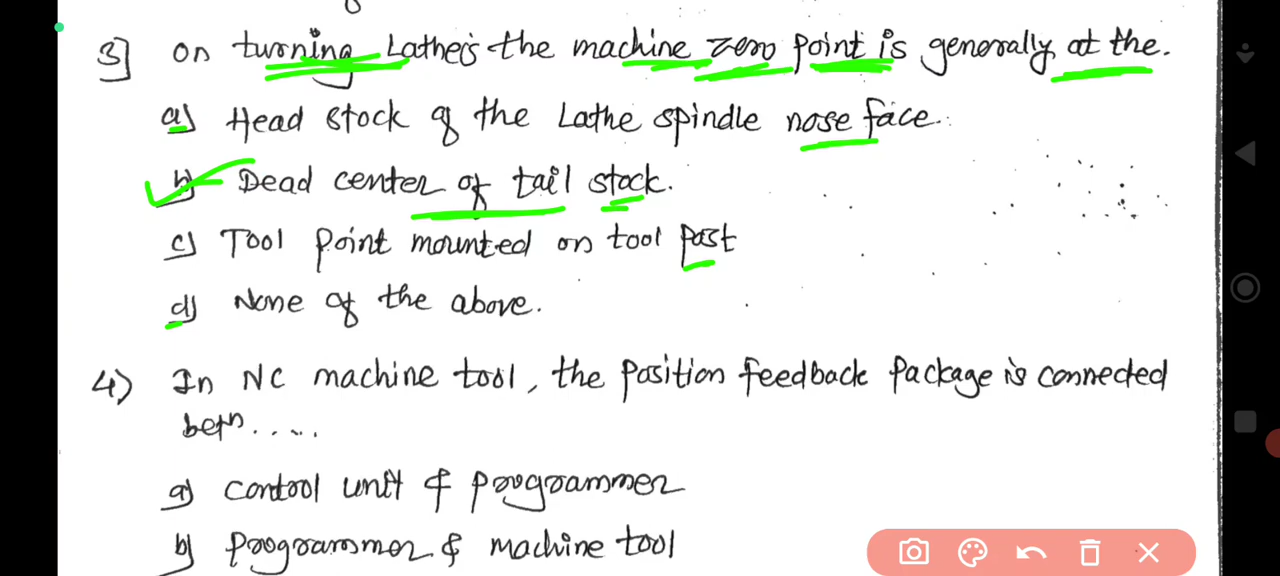 3] on turning Lathe's the machine zero point is generally at the.
a) Head stock of the Lathe spindle nose face.
b) Dead center of tail stock.
c) Tool point mounted on tool post
d) None of the above.
4) In NC machine tool, the position feedback package is connected
betn.....
a) control unit & programmer
b) programmer & machine tool